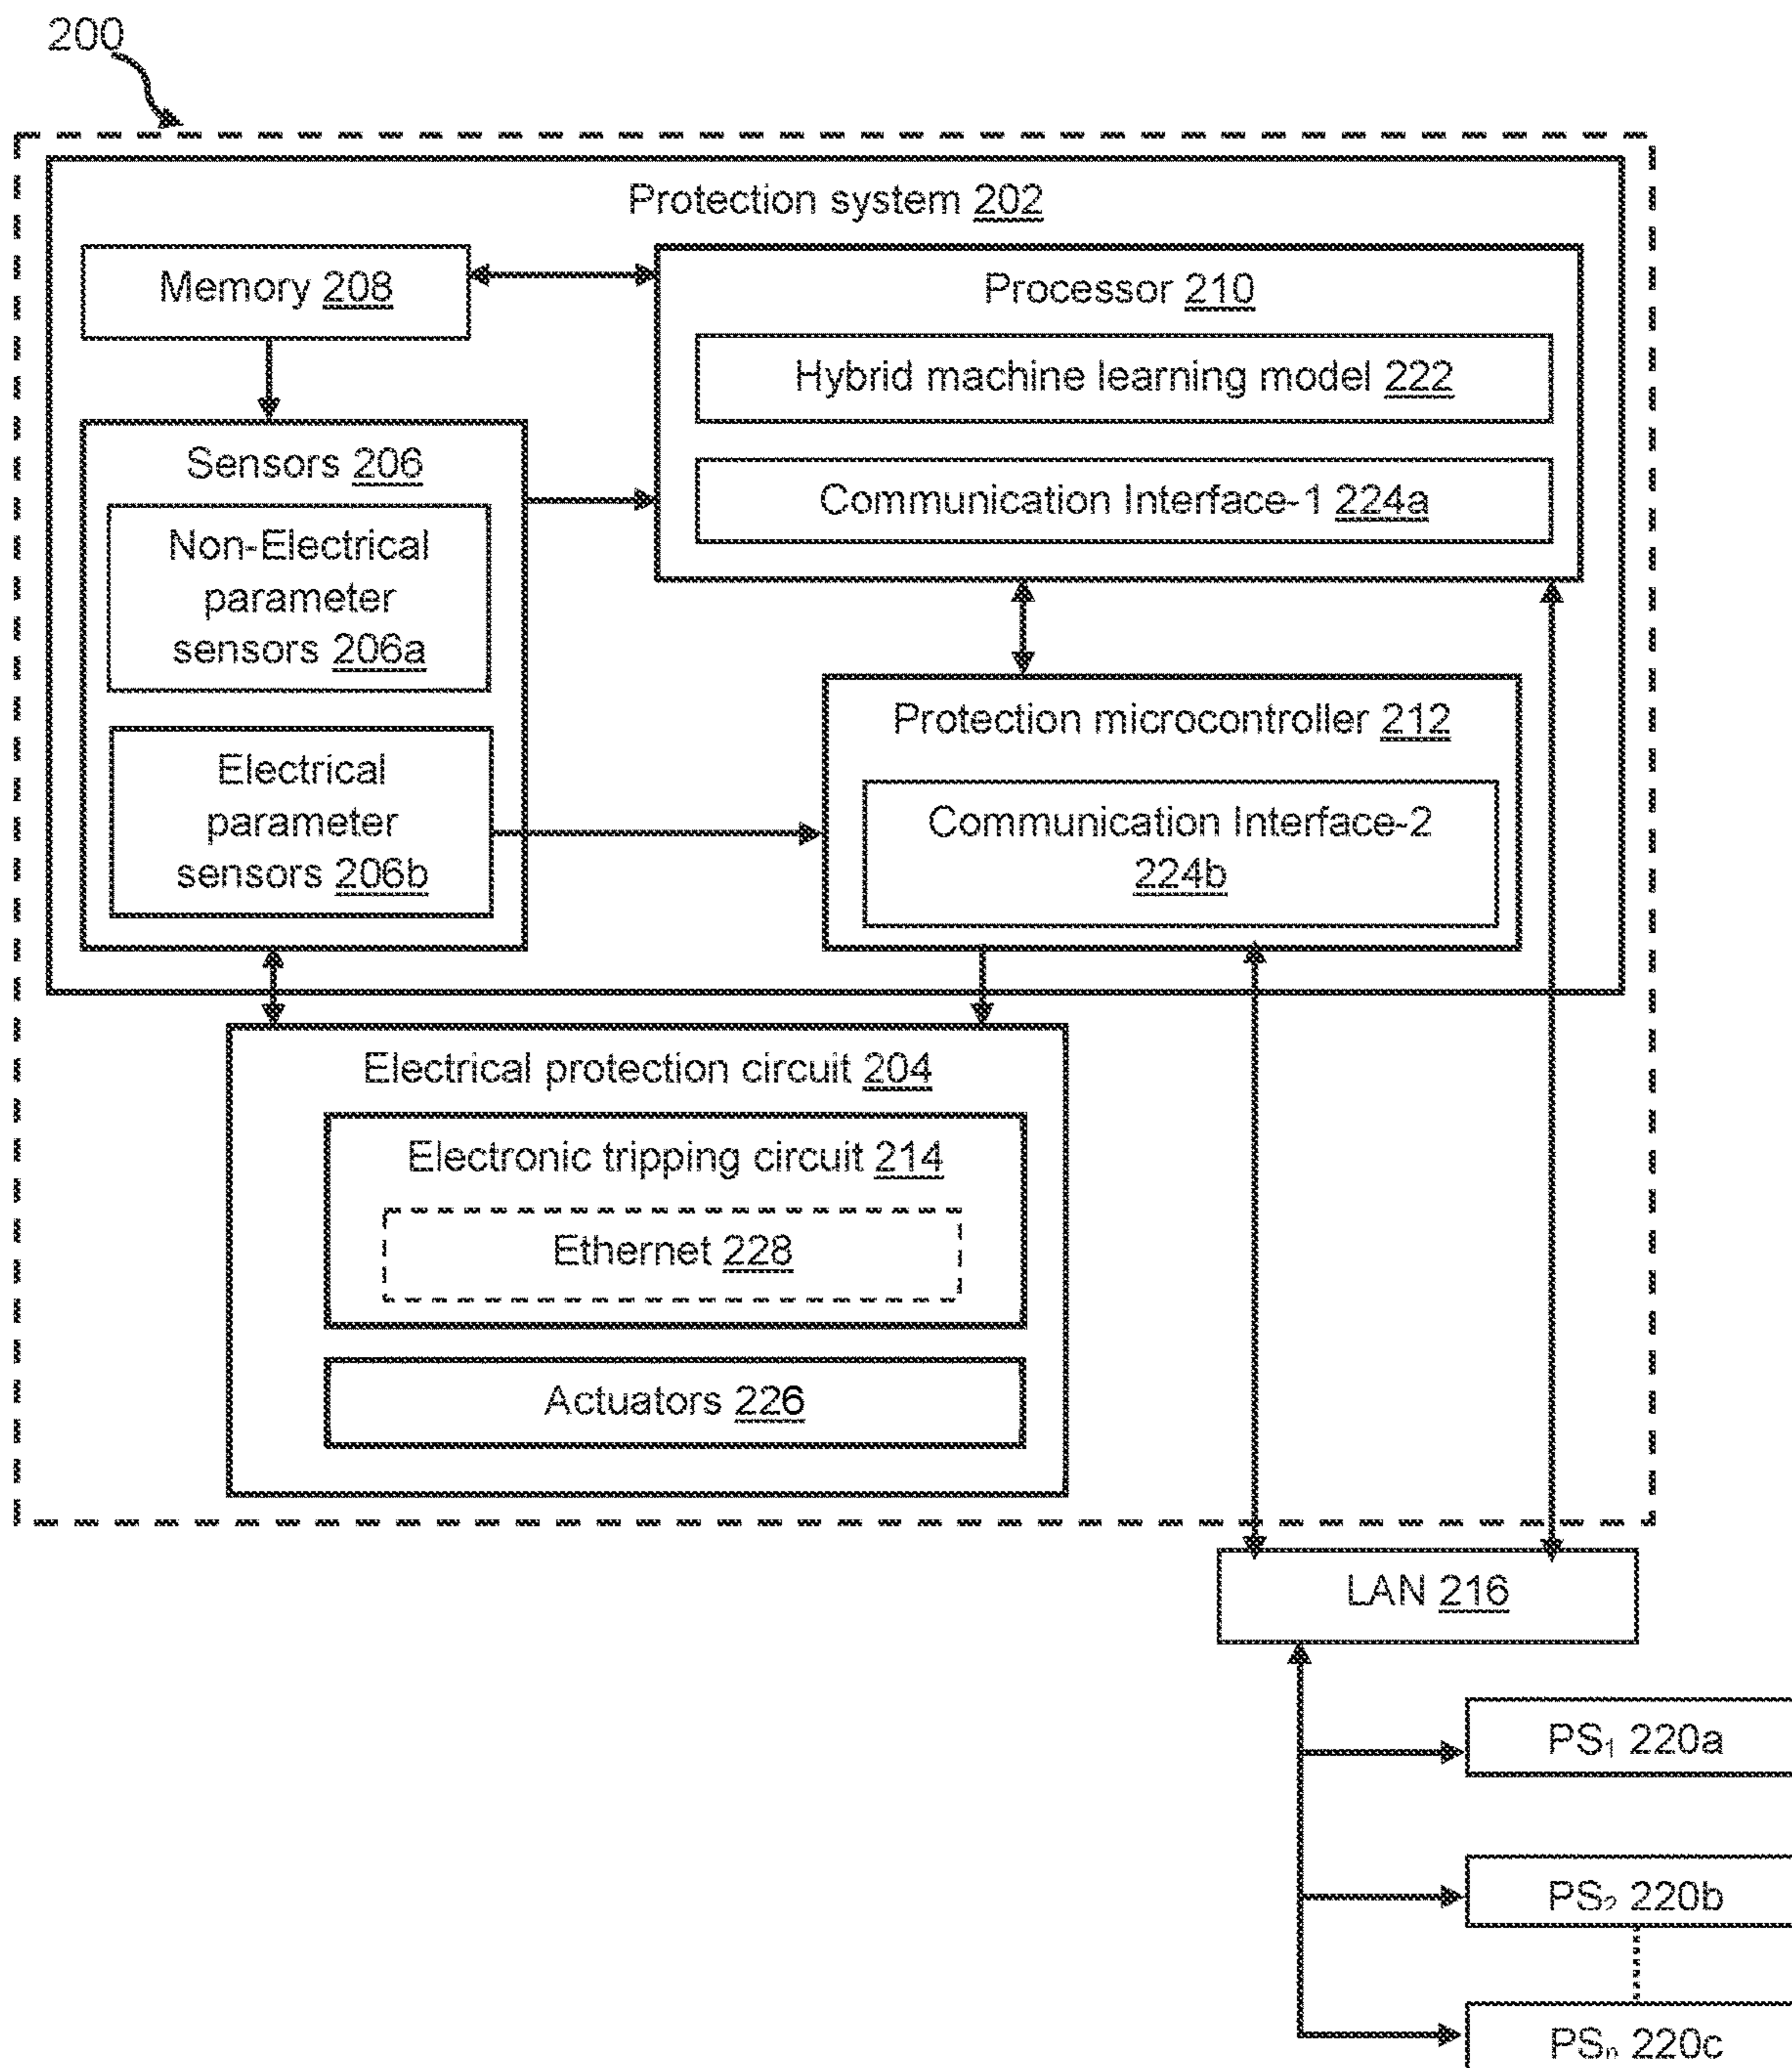 200
Protection system 202
Memory 208
Processor 210
Hybrid machine learning model 222
Communication Interface-1 224a
Sensors 206
Non-Electrical
parameter
sensors 206a
Electrical
parameter
sensors 206b
Protection microcontroller 212
Communication Interface-2
224b
Electrical protection circuit 204
Electronic tripping circuit 214
Ethernet 228
Actuators 226
LAN 216
PS₁ 220a
PS₂ 220b
PSₙ 220c